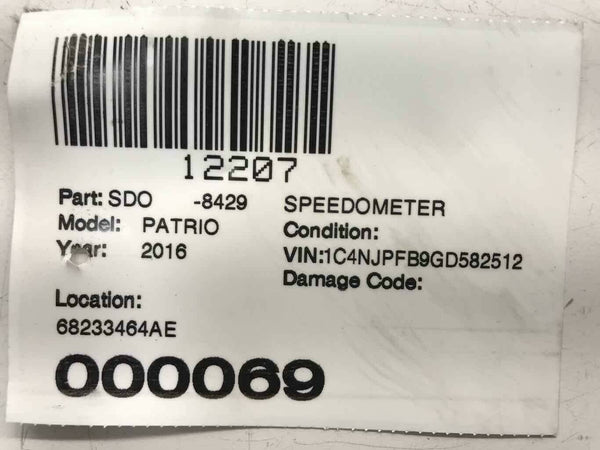 12207
Part: SDO -8429 SPEEDOMETER
Model: PATRIO Condition:
Year: 2016 VIN:1C4NJPFB9GD582512
Damage Code:
Location:
68233464AE
000069